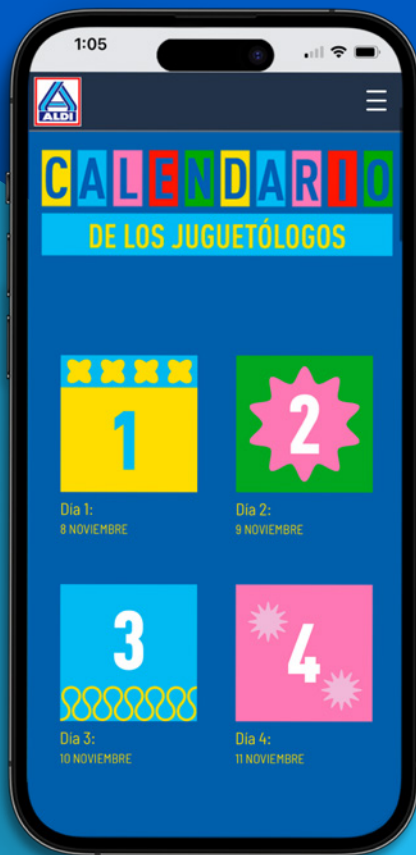 1:05
ALDI
CALENDARIO
DE LOS JUGUETÓLOGOS
1
2
Día 1:
8 NOVIEMBRE
Día 2:
9 NOVIEMBRE
3
4
Día 3:
10 NOVIEMBRE
Día 4:
11 NOVIEMBRE